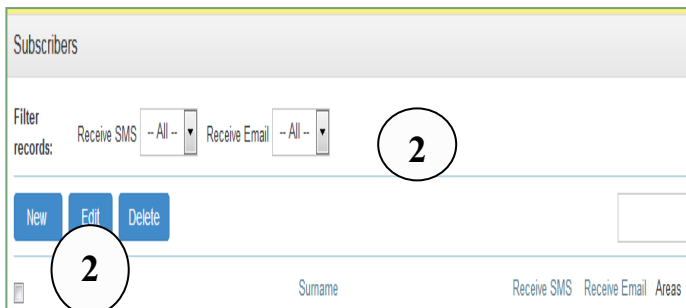 Subscribers
Filter
records:
Receive SMS -- All -- Receive Email -- All --
2
New Edit Delete
2
Surname Receive SMS Receive Email Areas